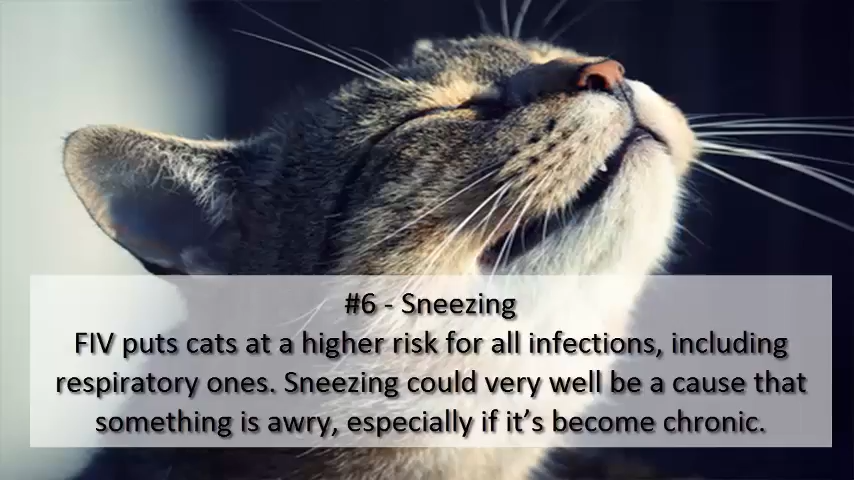 #6 - Sneezing
FIV puts cats at a higher risk for all infections, including
respiratory ones. Sneezing could very well be a cause that
something is awry, especially if it’s become chronic.